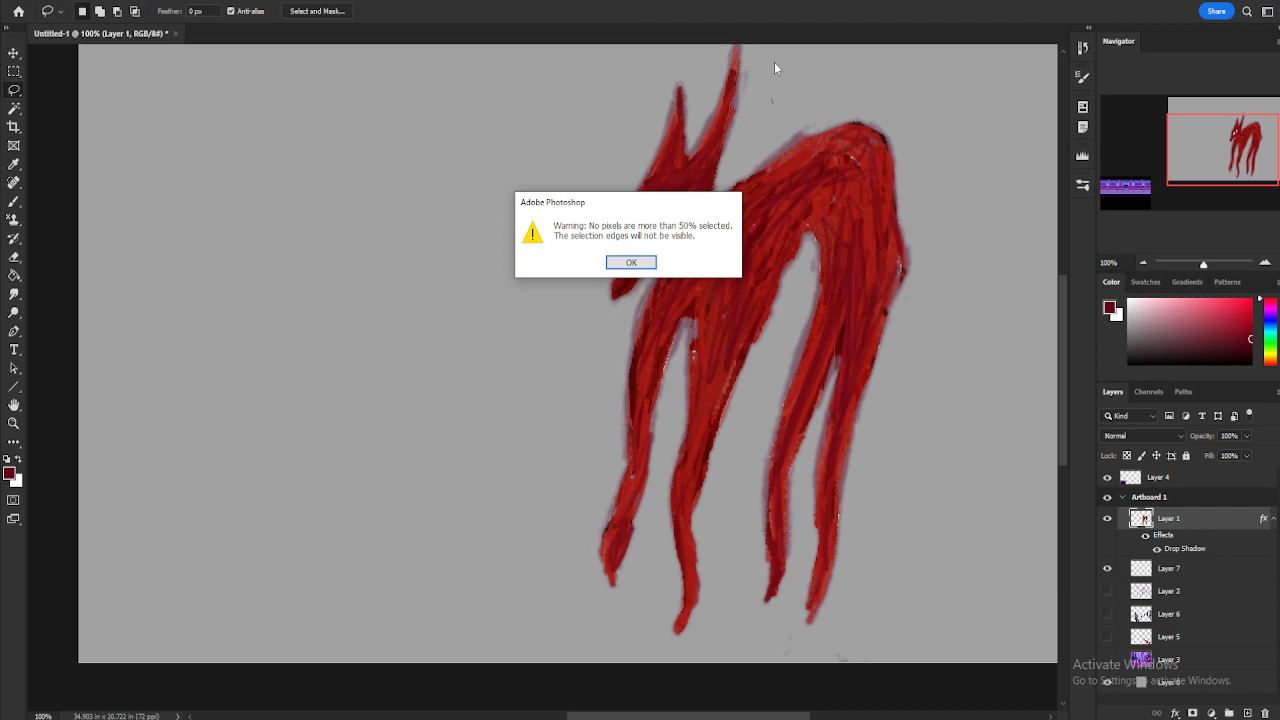 Feather: 0 px Anti-alias Select and Mask... Share
Untitled-1 @ 100% (Layer 1, RGB/8#) * ×
Navigator
Adobe Photoshop
Warning: No pixels are more than 50% selected.
The selection edges will not be visible.
OK
100%
Color Swatches Gradients Patterns
Layers Channels Paths
Kind
Normal Opacity: 100%
Lock: Fill: 100%
Layer 4
Artboard 1
Layer 1 fx
Effects
Drop Shadow
Layer 7
Layer 2
Layer 6
Layer 5
Layer 3
Activate Windows
Go to Settings to activate Windows.
100% 34.903 in x 20.722 in (72 ppi)